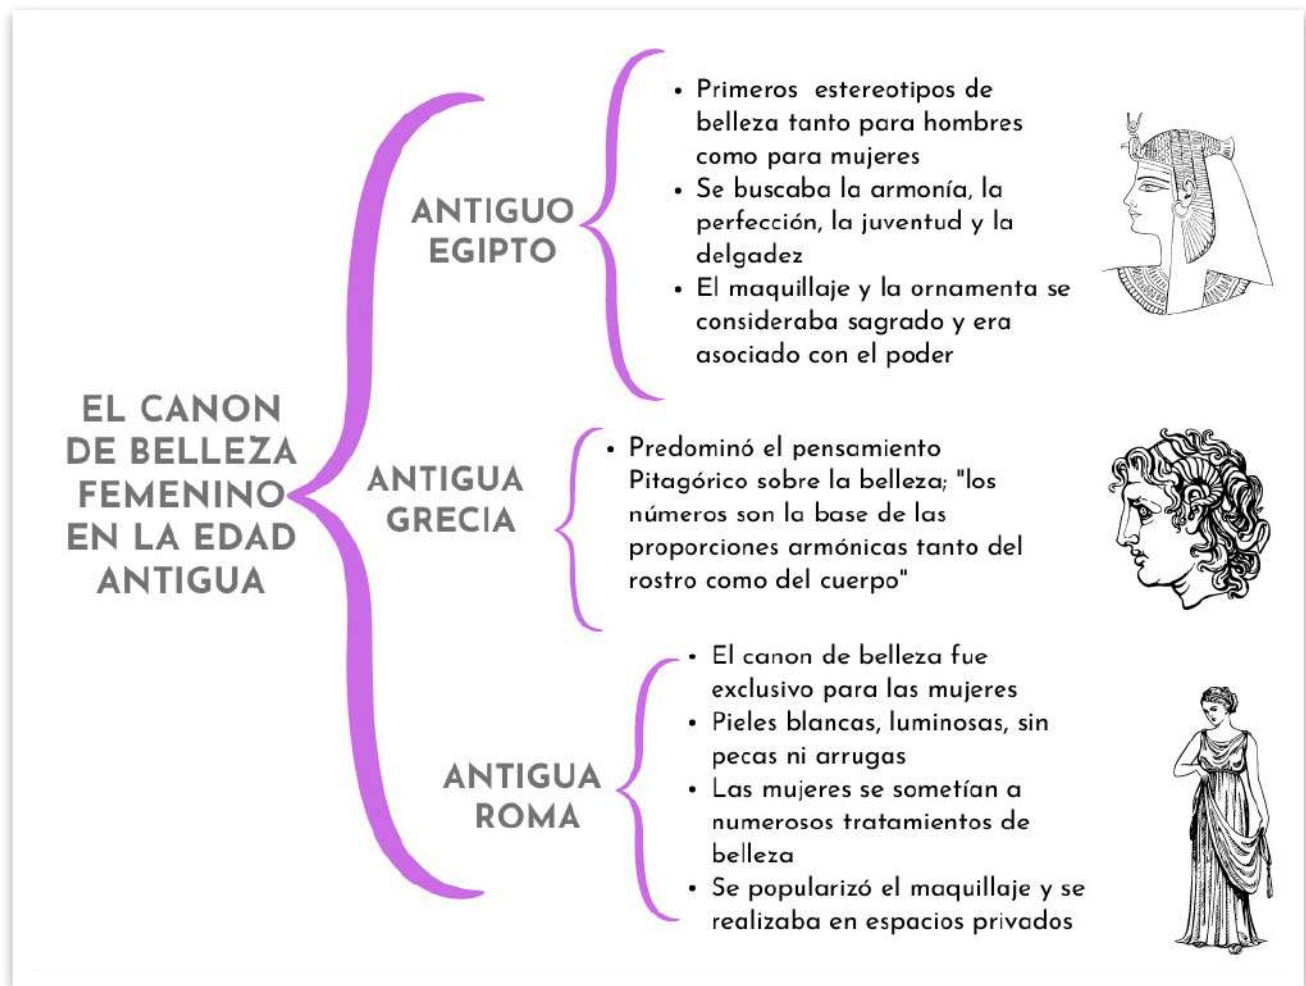 EL CANON
DE BELLEZA
FEMENINO
EN LA EDAD
ANTIGUA
ANTIGUO
EGIPTO
• Primeros estereotipos de
belleza tanto para hombres
como para mujeres
• Se buscaba la armonía, la
perfección, la juventud y la
delgadez
• El maquillaje y la ornamenta se
consideraba sagrado y era
asociado con el poder
ANTIGUA
GRECIA
• Predominó el pensamiento
Pitagórico sobre la belleza; "los
números son la base de las
proporciones armónicas tanto del
rostro como del cuerpo"
ANTIGUA
ROMA
• El canon de belleza fue
exclusivo para las mujeres
• Pieles blancas, luminosas, sin
pecas ni arrugas
• Las mujeres se sometían a
numerosos tratamientos de
belleza
• Se popularizó el maquillaje y se
realizaba en espacios privados